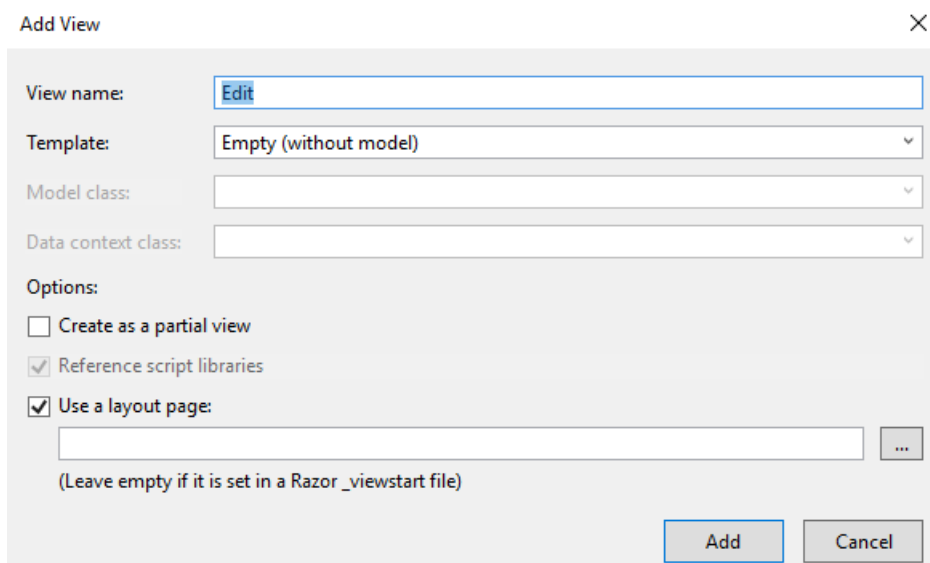 Add View
View name: Edit
Template: Empty (without model)
Model class:
Data context class:
Options:
Create as a partial view
Reference script libraries
Use a layout page:
...
(Leave empty if it is set in a Razor _viewstart file)
Add Cancel